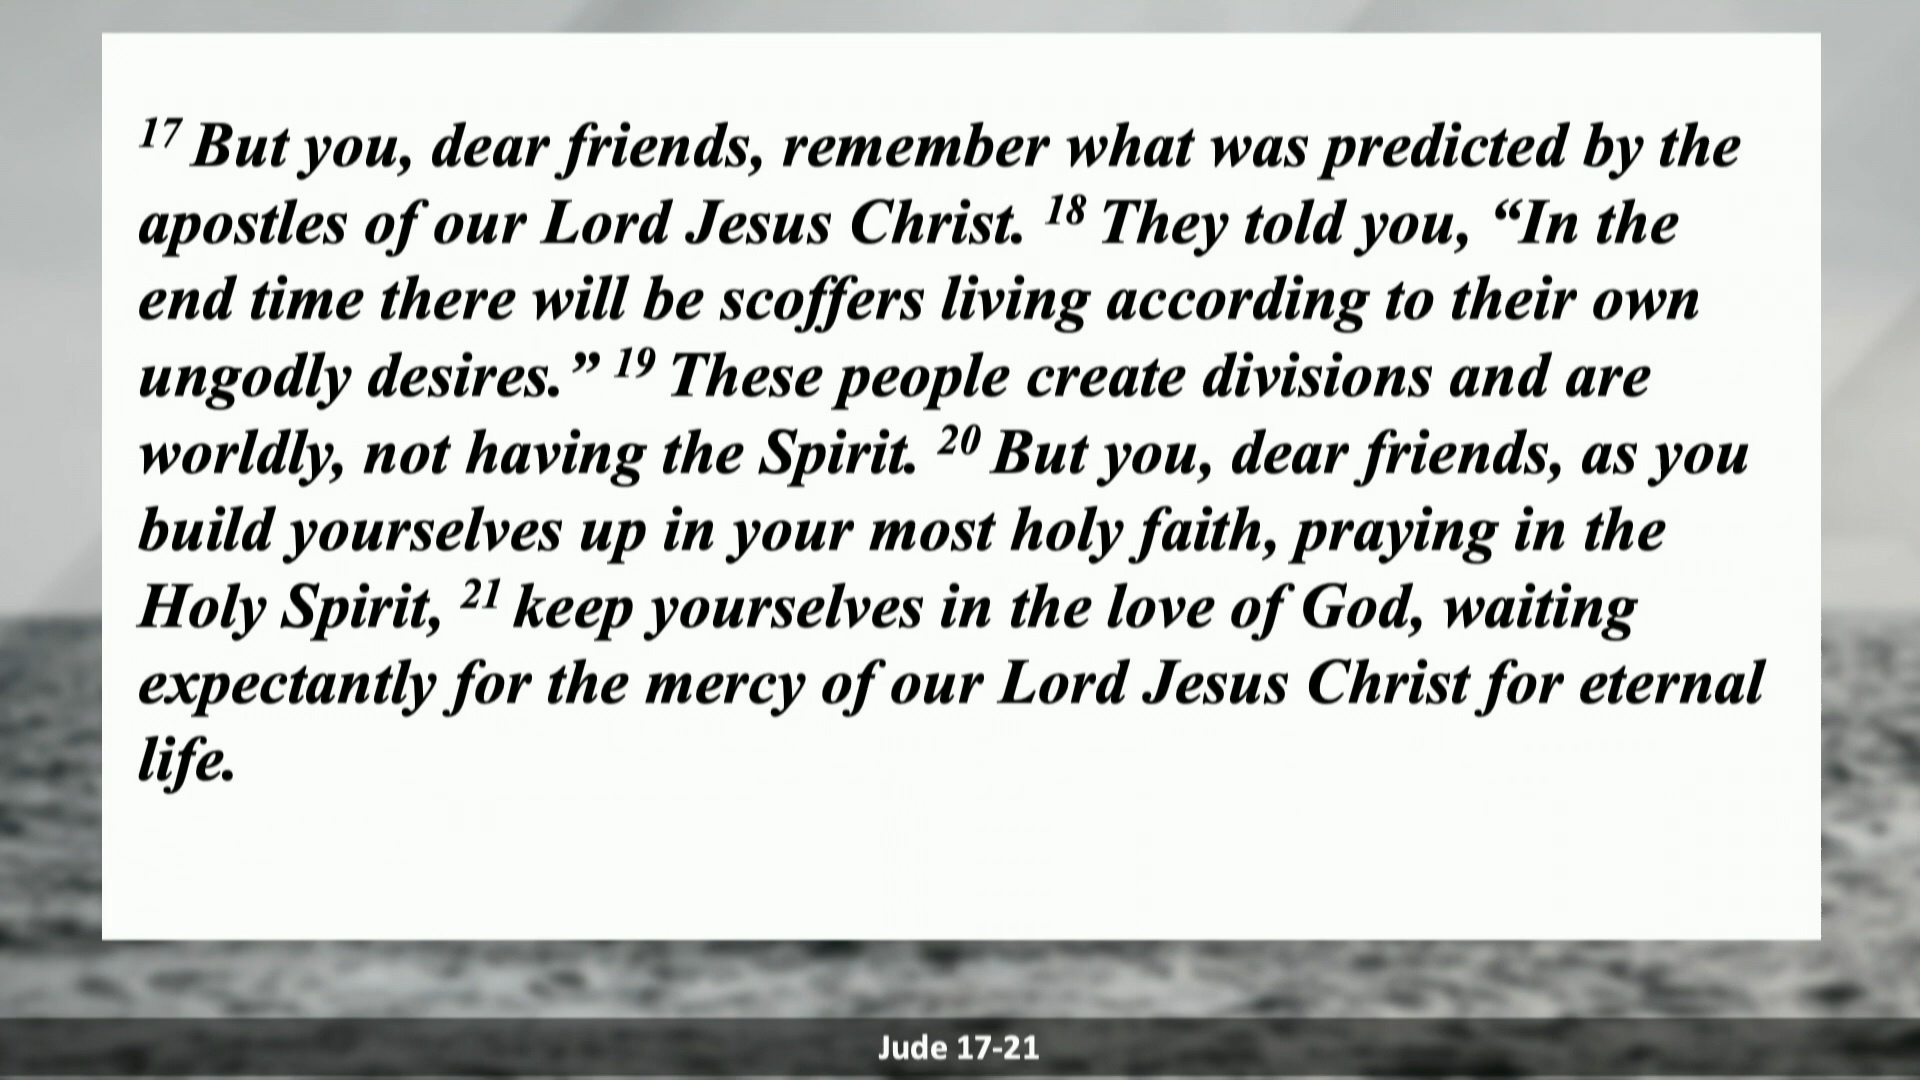 17 But you, dear friends, remember what was predicted by the
apostles of our Lord Jesus Christ. 18 They told you, “In the
end time there will be scoffers living according to their own
ungodly desires.” 19 These people create divisions and are
worldly, not having the Spirit. 20 But you, dear friends, as you
build yourselves up in your most holy faith, praying in the
Holy Spirit, 21 keep yourselves in the love of God, waiting
expectantly for the mercy of our Lord Jesus Christ for eternal
life.
Jude 17-21